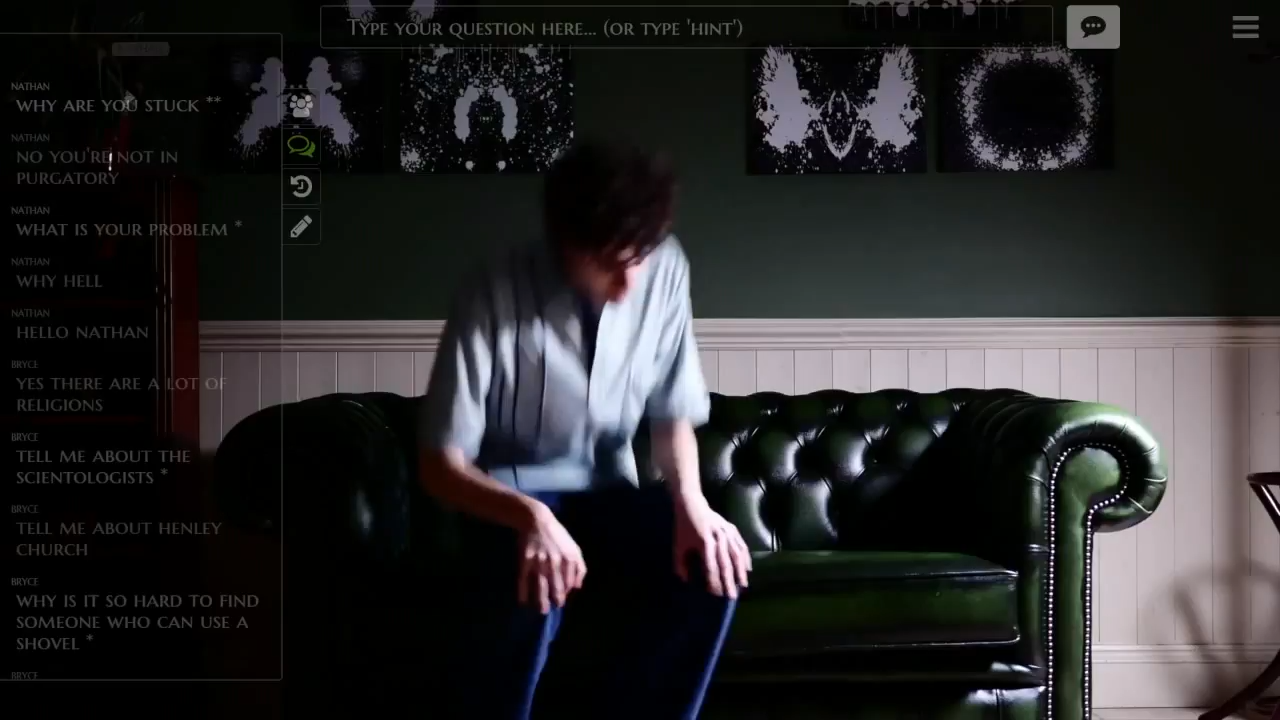 Type your question here... (or type 'hint')
NATHAN
WHY ARE YOU STUCK **
NATHAN
NO YOU'RE NOT IN
PURGATORY
NATHAN
WHAT IS YOUR PROBLEM *
NATHAN
WHY HELL
NATHAN
HELLO NATHAN
BRYCE
YES THERE ARE A LOT OF
RELIGIONS
BRYCE
TELL ME ABOUT THE
SCIENTOLOGISTS *
BRYCE
TELL ME ABOUT HENLEY
CHURCH
BRYCE
WHY IS IT SO HARD TO FIND
SOMEONE WHO CAN USE A
SHOVEL *
BRYCE